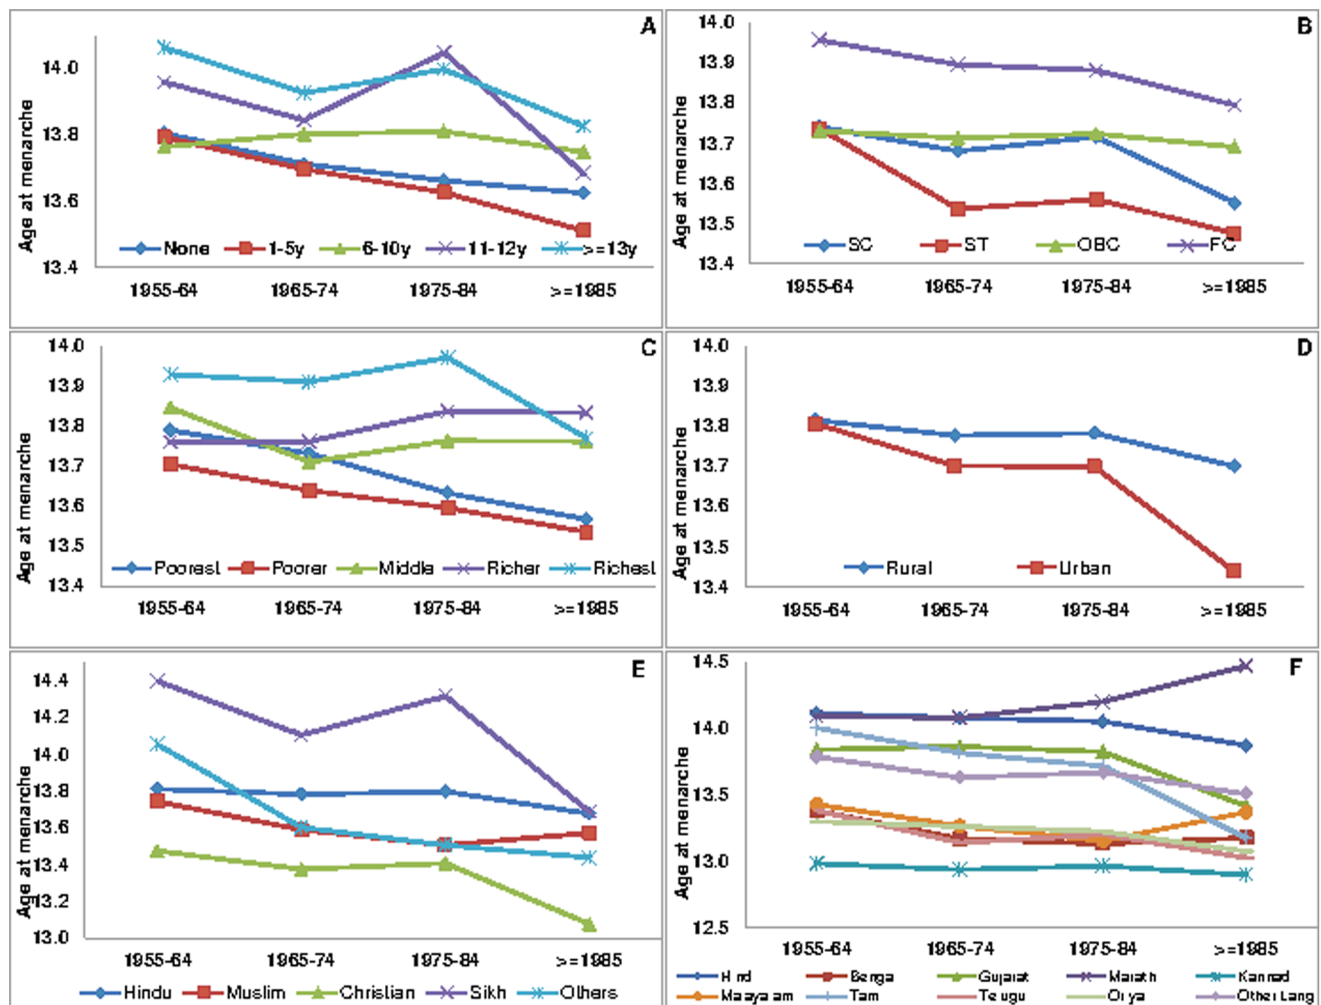 A
Age at menarche
14.0
13.8
13.6
13.4
None 1-5y 6-10y 11-12y >=13y
1955-64 1965-74 1975-84 >=1985
B
Age at menarche
14.0
13.9
13.8
13.7
13.6
13.5
13.4
SC ST OBC FC
1955-64 1965-74 1975-84 >=1985
C
Age at menarche
14.0
13.9
13.8
13.7
13.6
13.5
13.4
Poorest Poorer Middle Richer Richest
1955-64 1965-74 1975-84 >=1985
D
Age at menarche
14.0
13.9
13.8
13.7
13.6
13.5
13.4
Rural Urban
1955-64 1965-74 1975-84 >=1985
E
Age at menarche
14.4
14.2
14.0
13.8
13.6
13.4
13.2
13.0
1955-64 1965-74 1975-84 >=1985
Hindu Muslim Christian Sikh Others
F
Age at menarche
14.5
14.0
13.5
13.0
12.5
1955-64 1965-74 1975-84 >=1985
Hind Benga Gujarat Marath Kannad
Maayaam Tam Teugu Orya Other Lang